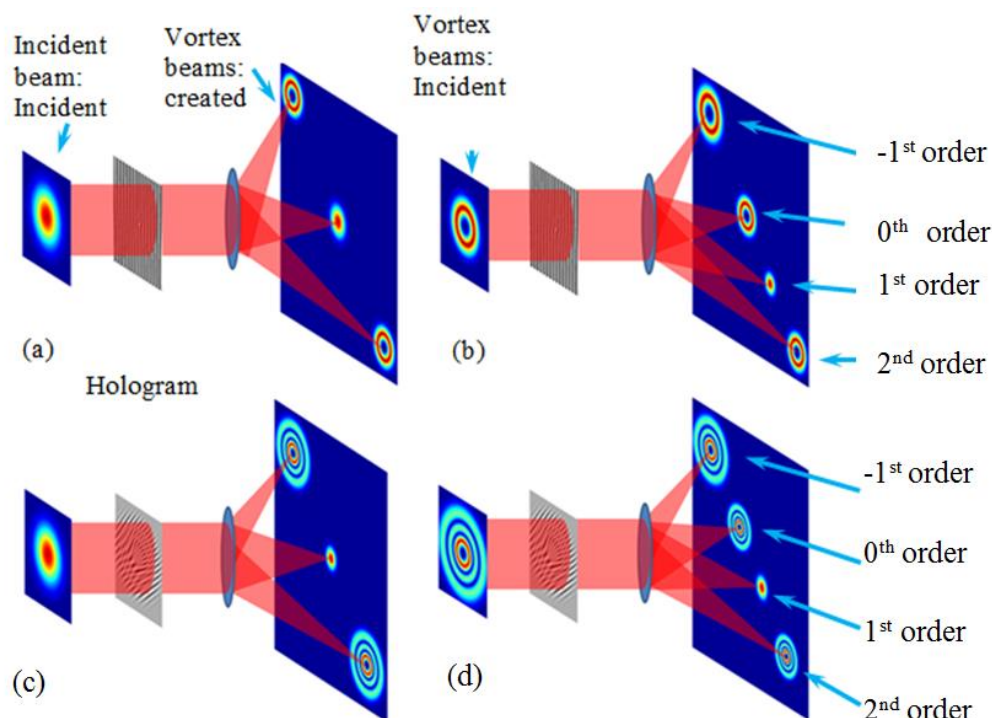 Incident
beam:
Incident
Vortex
beams:
created
(a)
Vortex
beams:
Incident
-1st order
0th order
1st order
2nd order
(b)
Hologram
(c)
-1st order
0th order
1st order
2nd order
(d)